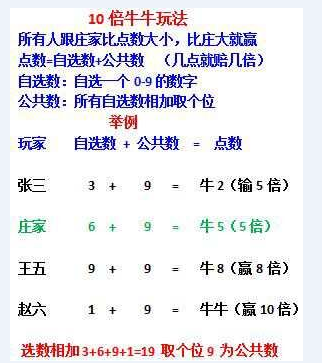 10 倍牛牛玩法
所有人跟庄家比点数大小，比庄大就赢
点数=自选数+公共数 （几点就赔几倍）
自选数：自选一个 0-9 的数字
公共数：所有自选数相加取个位
举例
玩家 自选数 + 公共数 = 点数
张三 3 + 9 = 牛 2（输 5 倍）
庄家 6 + 9 = 牛 5（5 倍）
王五 9 + 9 = 牛 8（赢 8 倍）
赵六 1 + 9 = 牛牛（赢 10 倍）
选数相加 3+6+9+1=19 取个位 9 为公共数